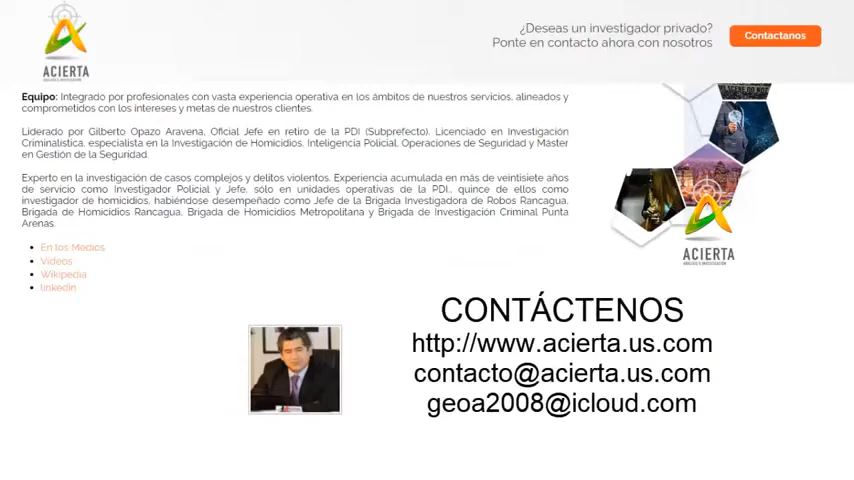 ACIERTA
¿Deseas un investigador privado?
Ponte en contacto ahora con nosotros
Contactanos
Equipo: Integrado por profesionales con vasta experiencia operativa en los ámbitos de nuestros servicios, alineados y
comprometidos con los intereses y metas de nuestros clientes.
Liderado por Gilberto Opazo Aravena, Oficial Jefe en retiro de la PDI (Subprefecto). Licenciado en Investigación
Criminalistica, especialista en la Investigación de Homicidios, Inteligencia Policial, Operaciones de Seguridad y Master
en Gestión de la Seguridad.
Experto en la investigación de casos complejos y delitos violentos. Experiencia acumulada en más de veintisiete años
de servicio como Investigador Policial y Jefe, sólo en unidades operativas de la PDI., quince de ellos como
investigador de homicidios, habiéndose desempeñado como Jefe de la Brigada Investigadora de Robos Rancagua,
Brigada de Homicidios Rancagua, Brigada de Homicidios Metropolitana y Brigada de Investigación Criminal Punta
Arenas.
En los Medios
Videos
Wikipedia
linkedin
ACIERTA
CONTÁCTENOS
http://www.acierta.us.com
contacto@acierta.us.com
geoa2008@icloud.com